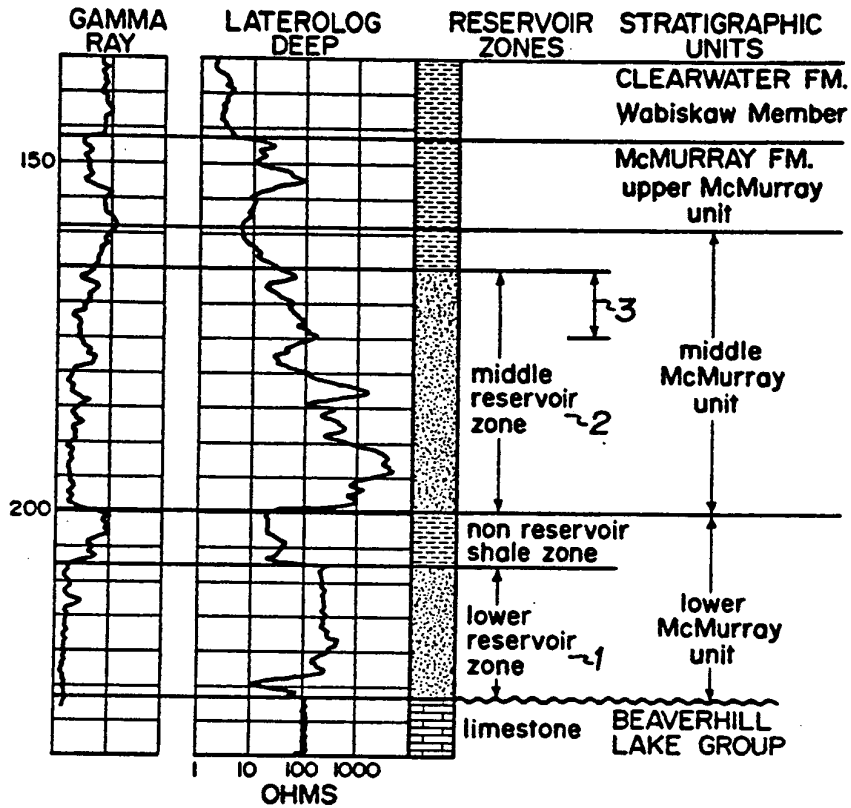 GAMMA RAY
LATEROLOG DEEP
RESERVOIR ZONES
STRATIGRAPHIC UNITS
CLEARWATER FM.
Wabiskaw Member
150
McMURRAY FM.
upper McMurray
unit
3
middle
reservoir
zone
2
middle
McMurray
unit
200
non reservoir
shale zone
lower
reservoir
zone
1
lower
McMurray
unit
limestone
BEAVERHILL
LAKE GROUP
1 10 100 1000
OHMS